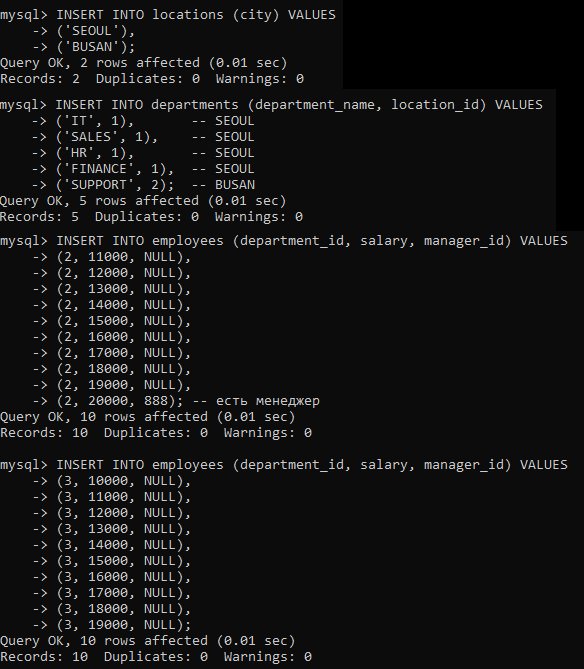 mysql> INSERT INTO locations (city) VALUES
    -> ('SEOUL'),
    -> ('BUSAN');
Query OK, 2 rows affected (0.01 sec)
Records: 2  Duplicates: 0  Warnings: 0
mysql> INSERT INTO departments (department_name, location_id) VALUES
    -> ('IT', 1),       -- SEOUL
    -> ('SALES', 1),    -- SEOUL
    -> ('HR', 1),       -- SEOUL
    -> ('FINANCE', 1),  -- SEOUL
    -> ('SUPPORT', 2);  -- BUSAN
Query OK, 5 rows affected (0.01 sec)
Records: 5  Duplicates: 0  Warnings: 0
mysql> INSERT INTO employees (department_id, salary, manager_id) VALUES
    -> (2, 11000, NULL),
    -> (2, 12000, NULL),
    -> (2, 13000, NULL),
    -> (2, 14000, NULL),
    -> (2, 15000, NULL),
    -> (2, 16000, NULL),
    -> (2, 17000, NULL),
    -> (2, 18000, NULL),
    -> (2, 19000, NULL),
    -> (2, 20000, 888); -- есть менеджер
Query OK, 10 rows affected (0.01 sec)
Records: 10  Duplicates: 0  Warnings: 0
mysql> INSERT INTO employees (department_id, salary, manager_id) VALUES
    -> (3, 10000, NULL),
    -> (3, 11000, NULL),
    -> (3, 12000, NULL),
    -> (3, 13000, NULL),
    -> (3, 14000, NULL),
    -> (3, 15000, NULL),
    -> (3, 16000, NULL),
    -> (3, 17000, NULL),
    -> (3, 18000, NULL),
    -> (3, 19000, NULL);
Query OK, 10 rows affected (0.01 sec)
Records: 10  Duplicates: 0  Warnings: 0